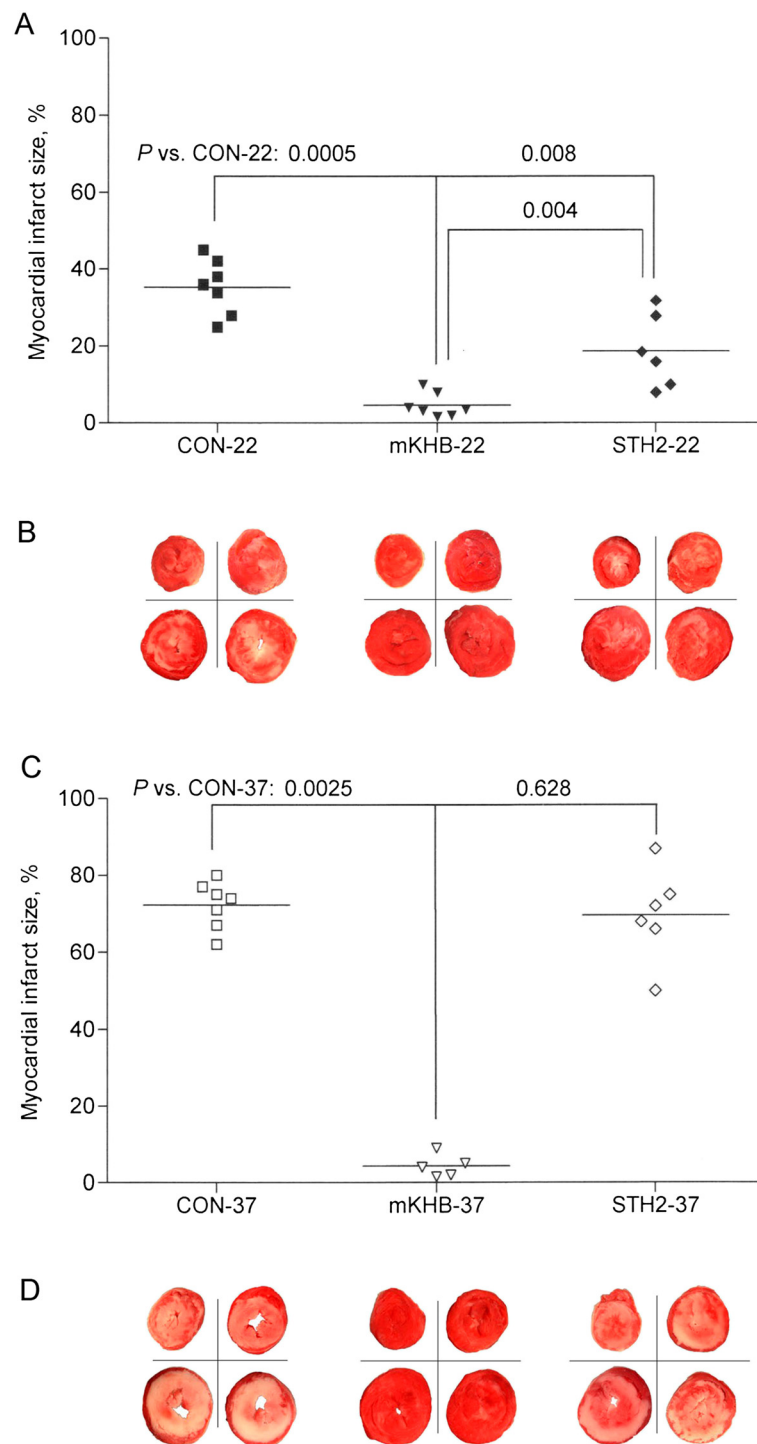 A
100
80
60
40
20
0
Myocardial infarct size, %
P vs. CON-22: 0.0005
0.008
0.004
CON-22
mKHB-22
STH2-22
B
C
100
80
60
40
20
0
Myocardial infarct size, %
P vs. CON-37: 0.0025
0.628
CON-37
mKHB-37
STH2-37
D